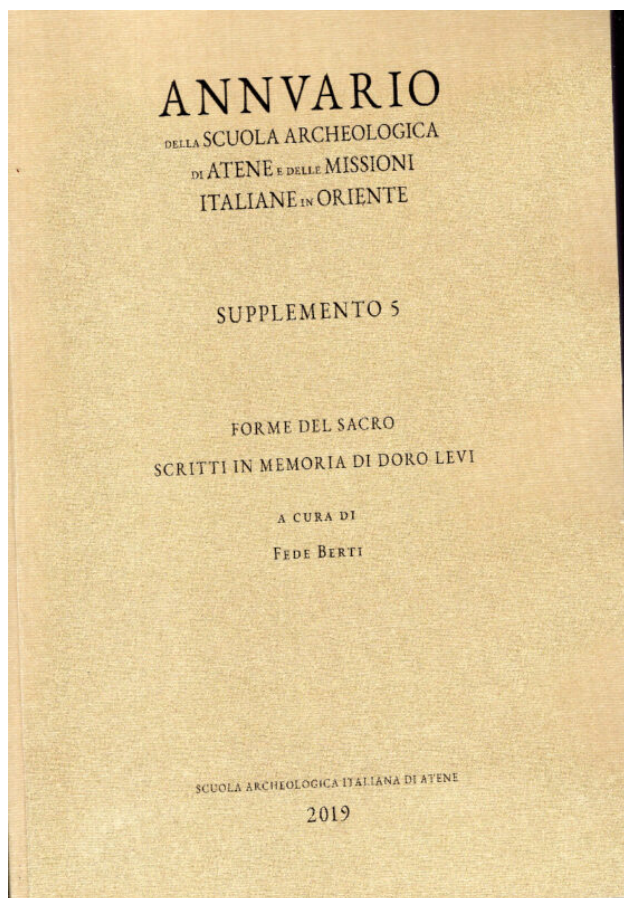 ANNVARIO
DELLA SCUOLA ARCHEOLOGICA
DI ATENE E DELLE MISSIONI
ITALIANE IN ORIENTE
SUPPLEMENTO 5
FORME DEL SACRO
SCRITTI IN MEMORIA DI DORO LEVI
A CURA DI
FEDE BERTI
SCUOLA ARCHEOLOGICA ITALIANA DI ATENE
2019